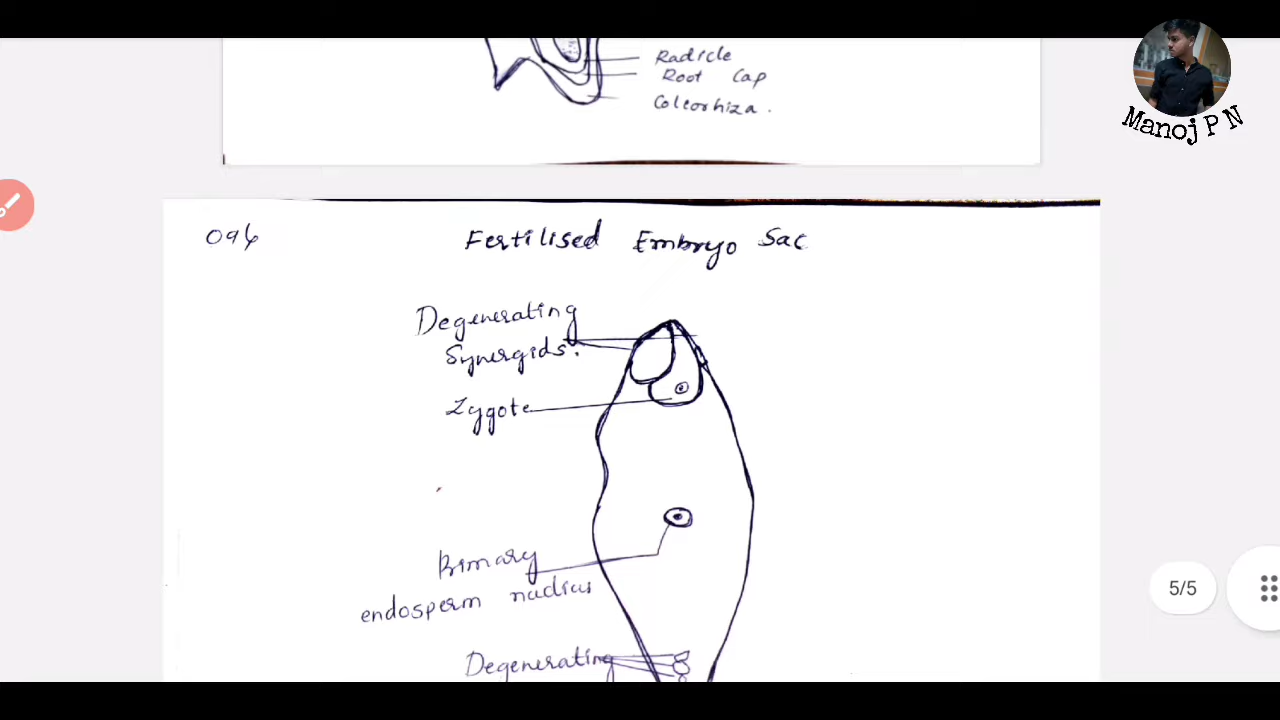 Radicle
Root Cap
Coleorhiza.
Manoj P N
096
Fertilised Embryo Sac
Degenerating
Synergids.
Zygote
Primary
endosperm nucleus
Degenerating
5/5